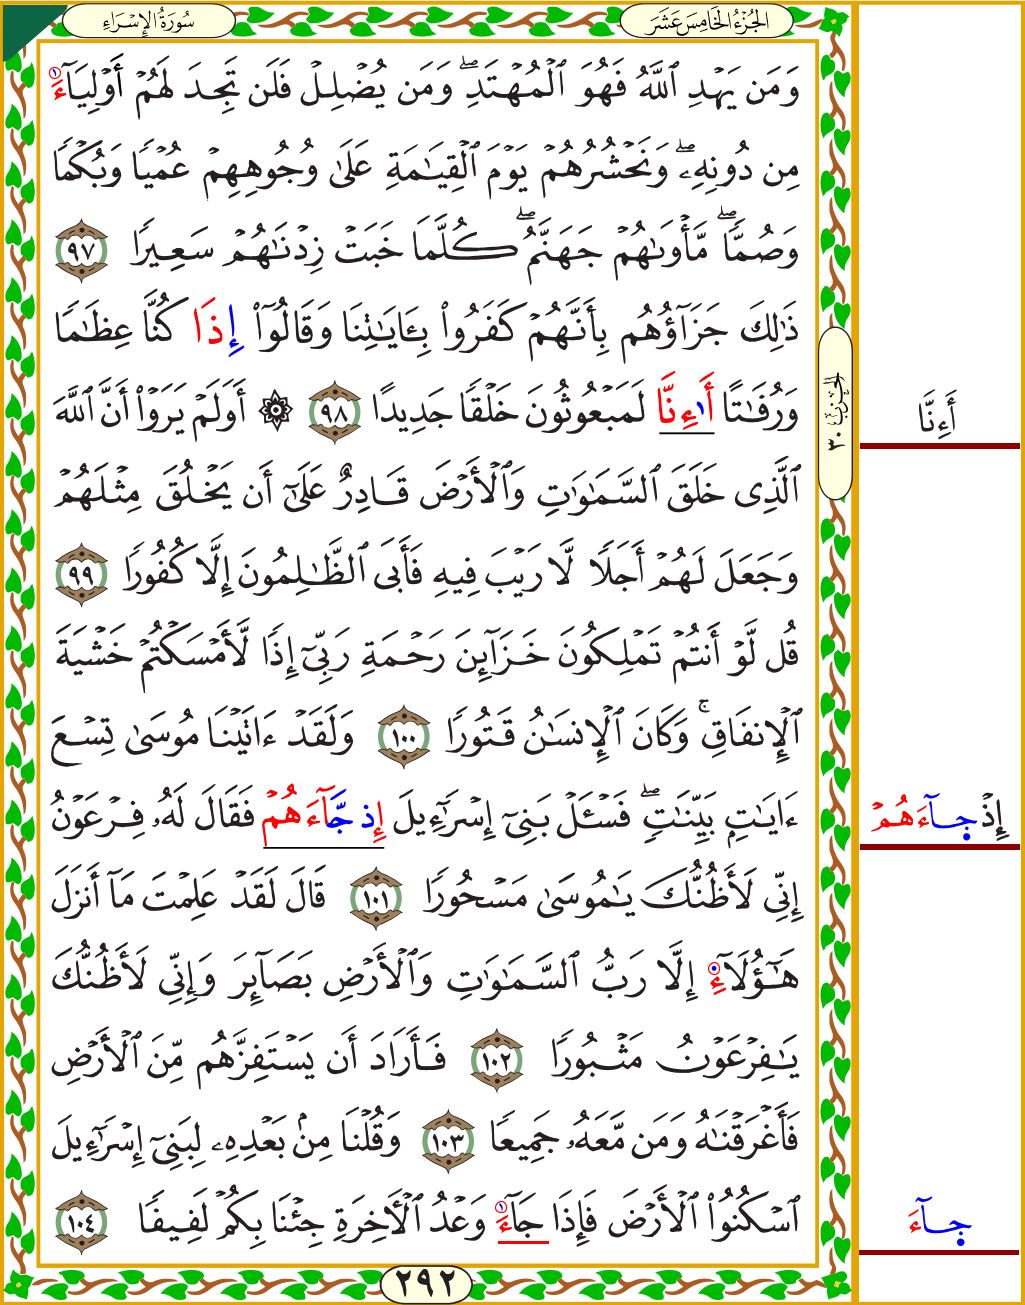 سُورَةُ الإِسْرَاءِ
الجُزْءُ الخَامِسَ عَشَرَ
وَمَن يَهْدِ ٱللَّهُ فَهُوَ ٱلْمُهْتَدِۖ وَمَن يُضْلِلْ فَلَن تَجِدَ لَهُمْ أَوْلِيَآءَ
مِن دُونِهِۦۖ وَنَحْشُرُهُمْ يَوْمَ ٱلْقِيَٰمَةِ عَلَىٰ وُجُوهِهِمْ عُمْيًا وَبُكْمًا
وَصُمًّاۖ مَّأْوَىٰهُمْ جَهَنَّمُۖ كُلَّمَا خَبَتْ زِدْنَٰهُمْ سَعِيرًا ٩٧
ذَٰلِكَ جَزَآؤُهُم بِأَنَّهُمْ كَفَرُوا۟ بِـَٔايَٰتِنَا وَقَالُوٓا۟ إِذَا كُنَّا عِظَٰمًا
وَرُفَٰتًا أَٰءِنَّا لَمَبْعُوثُونَ خَلْقًا جَدِيدًا ٩٨ ۞ أَوَلَمْ يَرَوْا۟ أَنَّ ٱللَّهَ
ٱلَّذِى خَلَقَ ٱلسَّمَٰوَٰتِ وَٱلْأَرْضَ قَادِرٌ عَلَىٰٓ أَن يَخْلُقَ مِثْلَهُمْ
وَجَعَلَ لَهُمْ أَجَلًا لَّا رَيْبَ فِيهِ فَأَبَى ٱلظَّٰلِمُونَ إِلَّا كُفُورًا ٩٩
قُل لَّوْ أَنتُمْ تَمْلِكُونَ خَزَآئِنَ رَحْمَةِ رَبِّىٓ إِذًا لَّأَمْسَكْتُمْ خَشْيَةَ
ٱلْإِنفَاقِۚ وَكَانَ ٱلْإِنسَٰنُ قَتُورًا ١٠٠ وَلَقَدْ ءَاتَيْنَا مُوسَىٰ تِسْعَ
ءَايَٰتٍۭ بَيِّنَٰتٍۖ فَسْـَٔلْ بَنِىٓ إِسْرَٰٓءِيلَ إِذ جَّآءَهُمْ فَقَالَ لَهُۥ فِرْعَوْنُ
إِنِّى لَأَظُنُّكَ يَٰمُوسَىٰ مَسْحُورًا ١٠١ قَالَ لَقَدْ عَلِمْتَ مَآ أَنزَلَ
هَٰٓؤُلَآءِ إِلَّا رَبُّ ٱلسَّمَٰوَٰتِ وَٱلْأَرْضِ بَصَآئِرَ وَإِنِّى لَأَظُنُّكَ
يَٰفِرْعَوْنُ مَثْبُورًا ١٠٢ فَأَرَادَ أَن يَسْتَفِزَّهُم مِّنَ ٱلْأَرْضِ
فَأَغْرَقْنَٰهُ وَمَن مَّعَهُۥ جَمِيعًا ١٠٣ وَقُلْنَا مِنۢ بَعْدِهِۦ لِبَنِىٓ إِسْرَٰٓءِيلَ
ٱسْكُنُوا۟ ٱلْأَرْضَ فَإِذَا جَآءَ وَعْدُ ٱلْأَخِرَةِ جِئْنَا بِكُمْ لَفِيفًا ١٠٤
٢٩٢
الحِزْبُ ٣٠
أَءِنَّا
إِذْ جَآءَهُمْ
جَآءَ